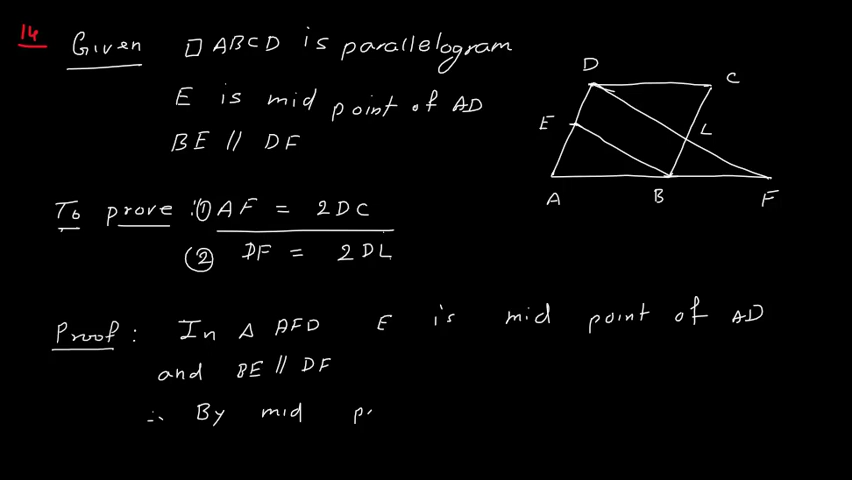 14
Given □ ABCD is parallelogram
E is mid point of AD
BE // DF
To prove : ① AF = 2DC
② DF = 2DL
Proof : In △ AFD E is mid point of AD
and BE // DF
∴ By mid
D
C
E
L
A
B
F